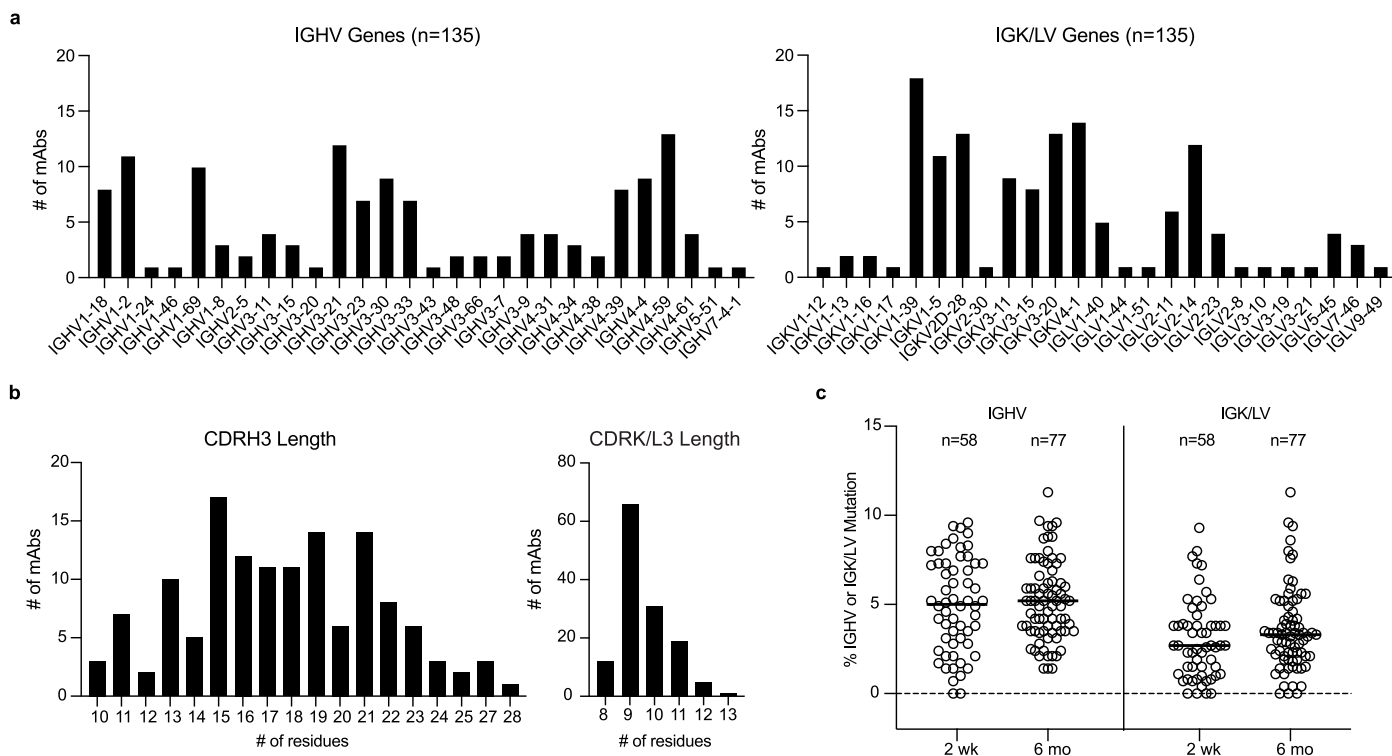 a
IGHV Genes (n=135)
# of mAbs
20
15
10
5
0
IGHV1-18
IGHV1-2
IGHV1-24
IGHV1-46
IGHV1-69
IGHV1-8
IGHV2-5
IGHV3-11
IGHV3-15
IGHV3-20
IGHV3-21
IGHV3-23
IGHV3-30
IGHV3-33
IGHV3-43
IGHV3-48
IGHV3-66
IGHV3-7
IGHV3-9
IGHV4-31
IGHV4-34
IGHV4-38
IGHV4-39
IGHV4-4
IGHV4-59
IGHV4-61
IGHV5-51
IGHV7-4-1
IGK/LV Genes (n=135)
# of mAbs
20
15
10
5
0
IGKV1-12
IGKV1-13
IGKV1-16
IGKV1-17
IGKV1-39
IGKV1-5
IGKV2D-28
IGKV2-30
IGKV3-11
IGKV3-15
IGKV3-20
IGKV4-1
IGLV1-40
IGLV1-44
IGLV1-51
IGLV2-11
IGLV2-14
IGLV2-23
IGLV2-8
IGLV3-10
IGLV3-19
IGLV3-21
IGLV5-45
IGLV7-46
IGLV9-49
b
CDRH3 Length
# of mAbs
20
15
10
5
0
10 11 12 13 14 15 16 17 18 19 20 21 22 23 24 25 27 28
# of residues
CDRK/L3 Length
# of mAbs
80
60
40
20
0
8 9 10 11 12 13
# of residues
c
IGHV IGK/LV
n=58 n=77 n=58 n=77
% IGHV or IGK/LV Mutation
15
10
5
0
2 wk 6 mo 2 wk 6 mo